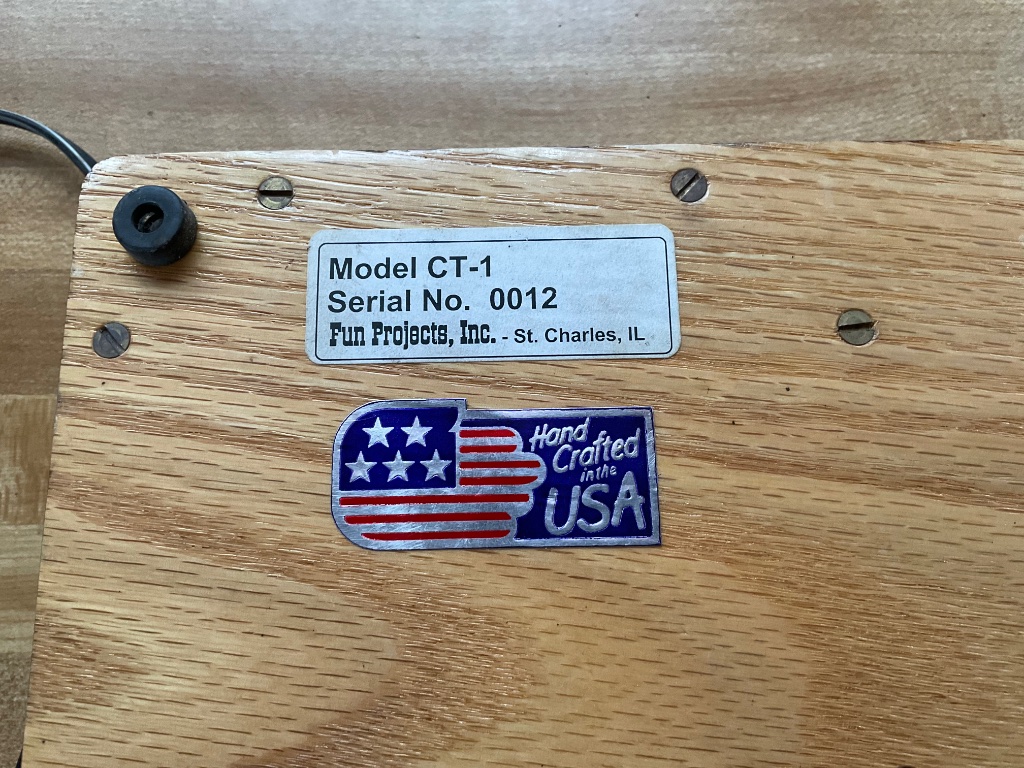 Model CT-1
Serial No. 0012
Fun Projects, Inc. - St. Charles, IL
Hand
Crafted
in the
USA